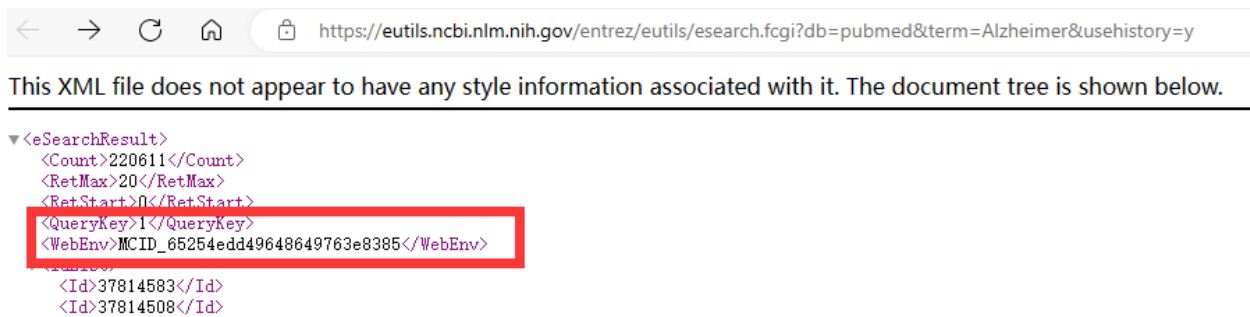 https://eutils.ncbi.nlm.nih.gov/entrez/eutils/esearch.fcgi?db=pubmed&term=Alzheimer&usehistory=y
This XML file does not appear to have any style information associated with it. The document tree is shown below.
▼<eSearchResult>
<Count>220611</Count>
<RetMax>20</RetMax>
<RetStart>0</RetStart>
<QueryKey>1</QueryKey>
<WebEnv>MCID_65254edd49648649763e8385</WebEnv>
<Id>37814583</Id>
<Id>37814508</Id>